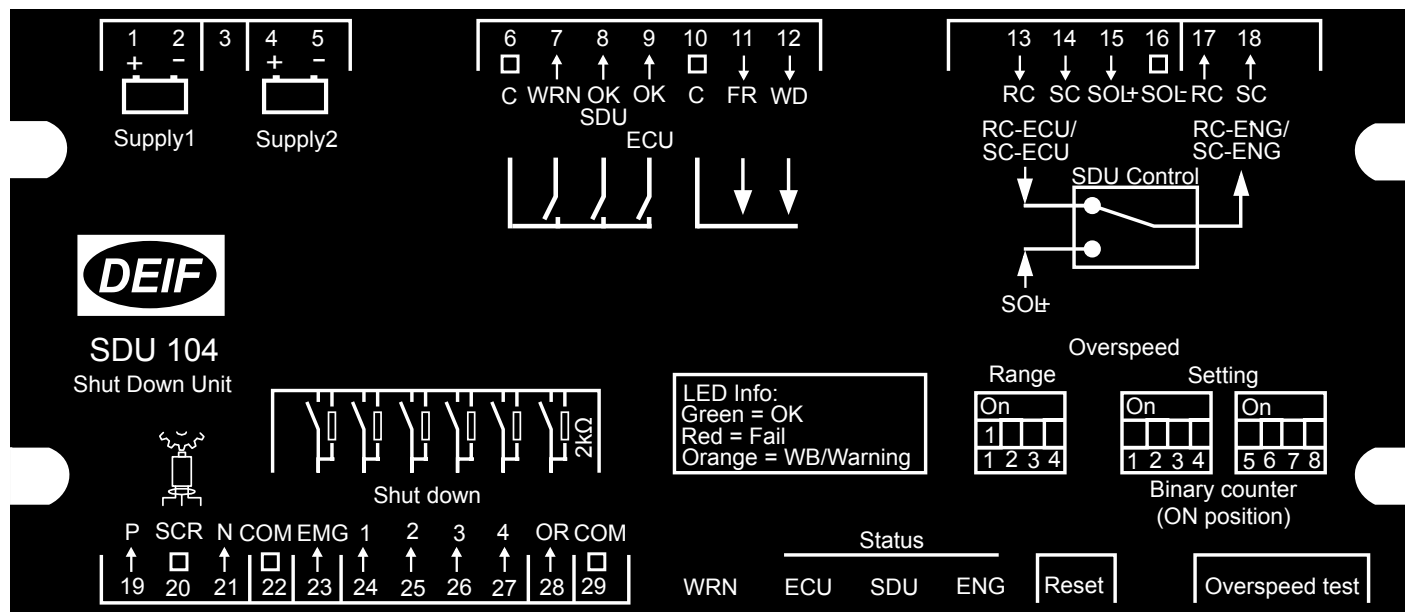 1 2 3 4 5
+ − + −
Supply1 Supply2
6 7 8 9 10 11 12
C WRN OK OK C FR WD
SDU
ECU
13 14 15 16 17 18
RC SC SOL+ SOL- RC SC
RC-ECU/ RC-ENG/
SC-ECU SC-ENG
SDU Control
SOL+
DEIF
SDU 104
Shut Down Unit
2kΩ
Shut down
LED Info:
Green = OK
Red = Fail
Orange = WB/Warning
Overspeed
Range Setting
On On On
1
1 2 3 4 1 2 3 4 5 6 7 8
Binary counter
(ON position)
P SCR N COM EMG 1 2 3 4 OR COM
19 20 21 22 23 24 25 26 27 28 29
Status
WRN ECU SDU ENG Reset Overspeed test